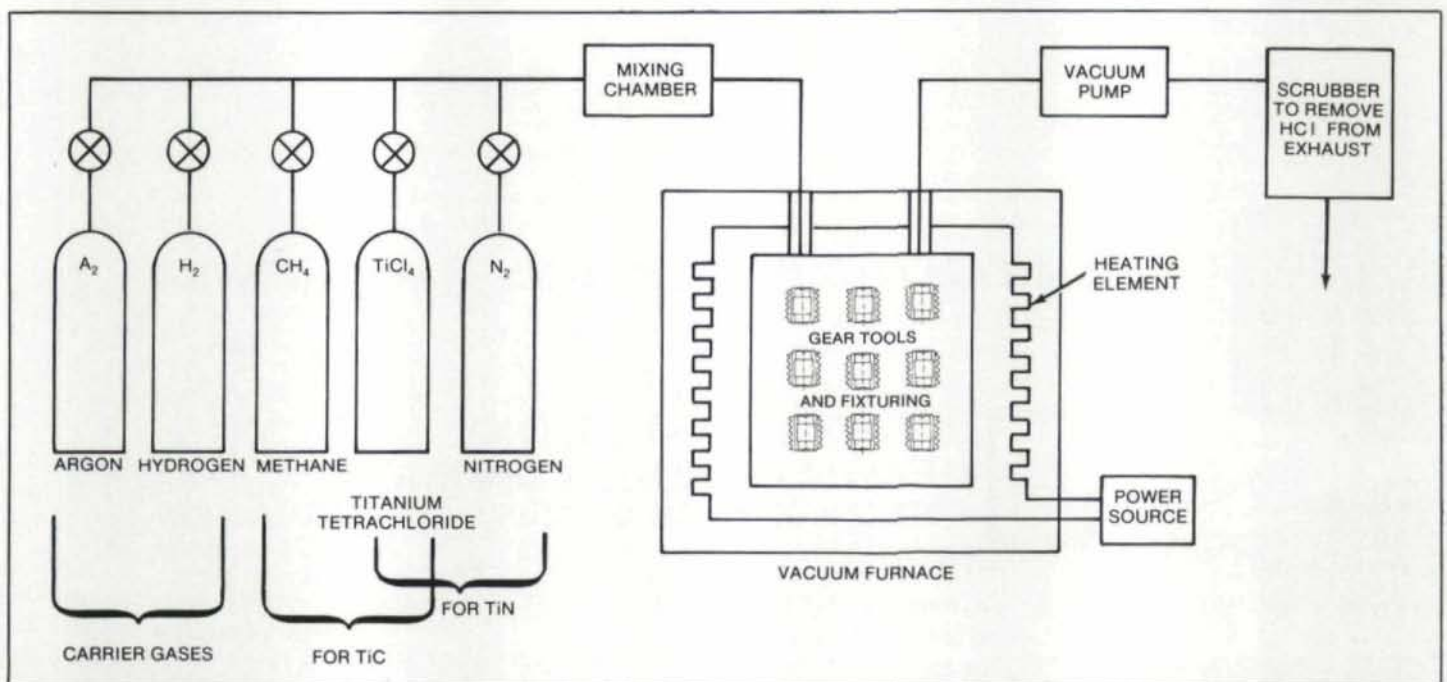 MIXING
CHAMBER
VACUUM
PUMP
SCRUBBER
TO REMOVE
HCl FROM
EXHAUST
A₂
H₂
CH₄
TiCl₄
N₂
HEATING
ELEMENT
GEAR TOOLS
AND FIXTURING
ARGON
HYDROGEN
METHANE
NITROGEN
TITANIUM
TETRACHLORIDE
POWER
SOURCE
VACUUM FURNACE
FOR TiN
CARRIER GASES
FOR TiC